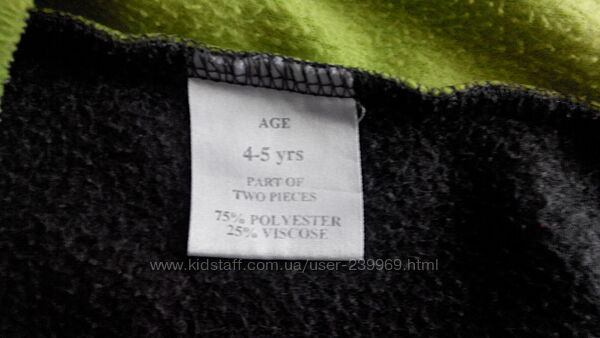 AGE
4-5 yrs
PART OF
TWO PIECES
75% POLYESTER
25% VISCOSE
www.kidstaff.com.ua/user-239969.html